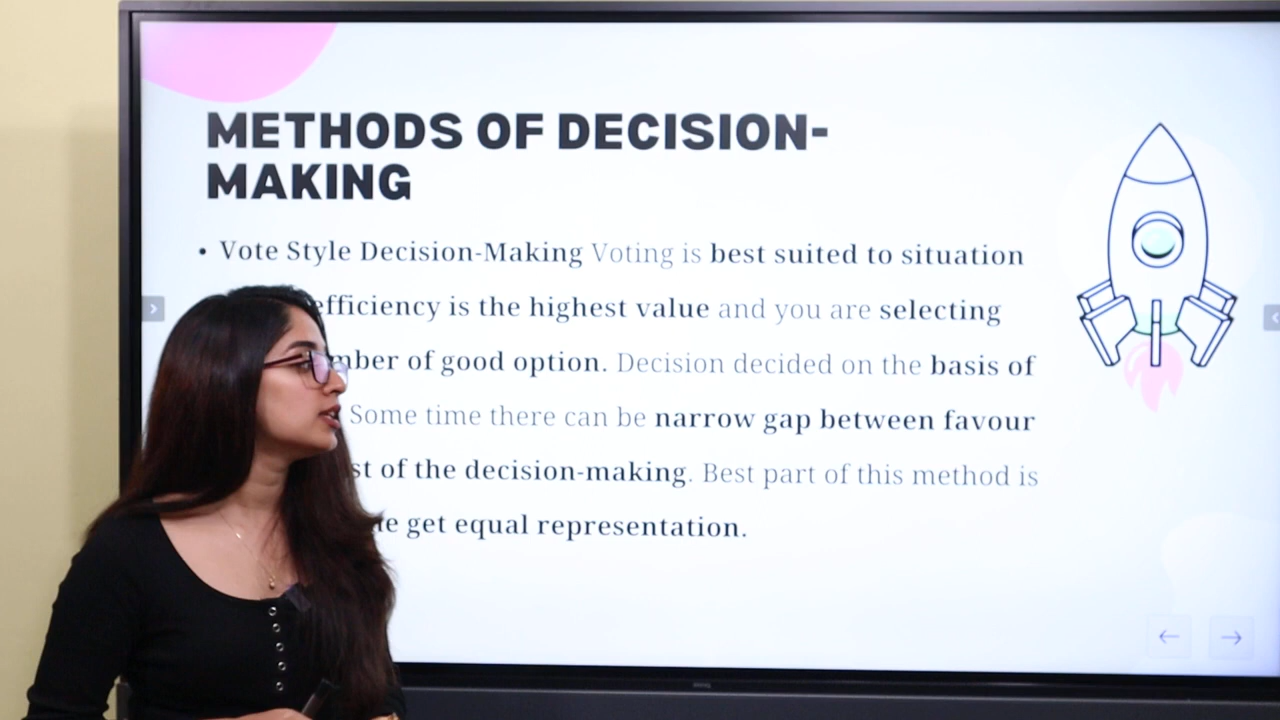 METHODS OF DECISION-
MAKING
• Vote Style Decision-Making Voting is best suited to situation
efficiency is the highest value and you are selecting
of good option. Decision decided on the basis of
Some time there can be narrow gap between favour
of the decision-making. Best part of this method is
get equal representation.